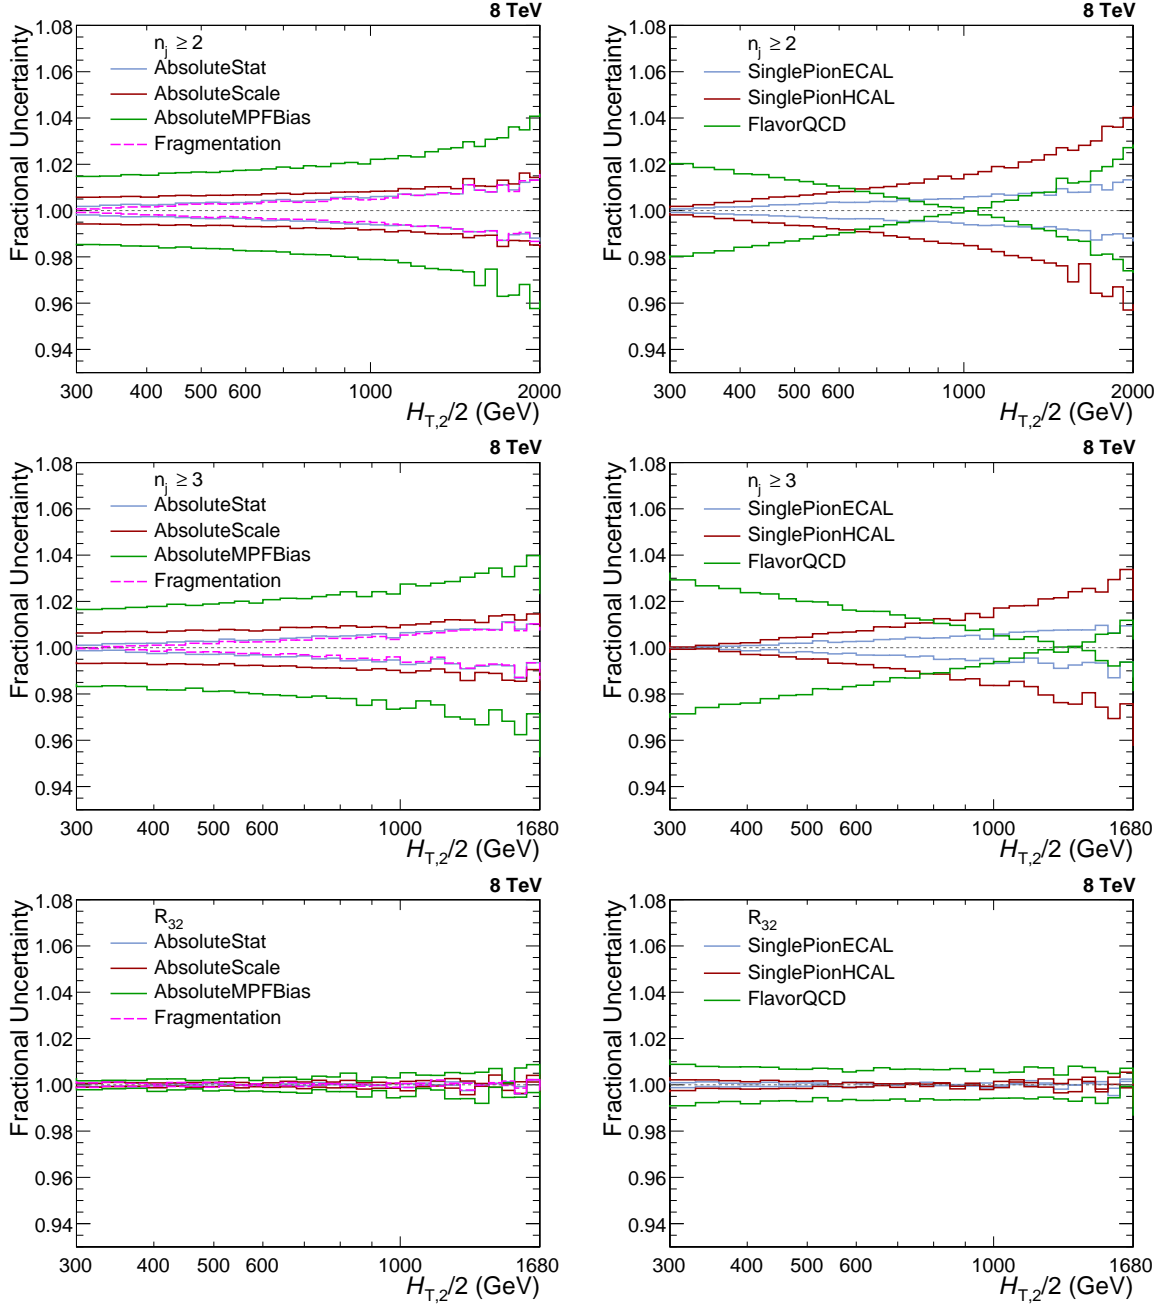 8 TeV
Fractional Uncertainty
1.08
1.06
1.04
1.02
1.00
0.98
0.96
0.94
n_j ≥ 2
AbsoluteStat
AbsoluteScale
AbsoluteMPFBias
Fragmentation
300 400 500 600 1000 2000
H_T,2/2 (GeV)
8 TeV
Fractional Uncertainty
1.08
1.06
1.04
1.02
1.00
0.98
0.96
0.94
n_j ≥ 2
SinglePionECAL
SinglePionHCAL
FlavorQCD
300 400 500 600 1000 2000
H_T,2/2 (GeV)
8 TeV
Fractional Uncertainty
1.08
1.06
1.04
1.02
1.00
0.98
0.96
0.94
n_j ≥ 3
AbsoluteStat
AbsoluteScale
AbsoluteMPFBias
Fragmentation
300 400 500 600 1000 1680
H_T,2/2 (GeV)
8 TeV
Fractional Uncertainty
1.08
1.06
1.04
1.02
1.00
0.98
0.96
0.94
n_j ≥ 3
SinglePionECAL
SinglePionHCAL
FlavorQCD
300 400 500 600 1000 1680
H_T,2/2 (GeV)
8 TeV
Fractional Uncertainty
1.08
1.06
1.04
1.02
1.00
0.98
0.96
0.94
R_32
AbsoluteStat
AbsoluteScale
AbsoluteMPFBias
Fragmentation
300 400 500 600 1000 1680
H_T,2/2 (GeV)
8 TeV
Fractional Uncertainty
1.08
1.06
1.04
1.02
1.00
0.98
0.96
0.94
R_32
SinglePionECAL
SinglePionHCAL
FlavorQCD
300 400 500 600 1000 1680
H_T,2/2 (GeV)